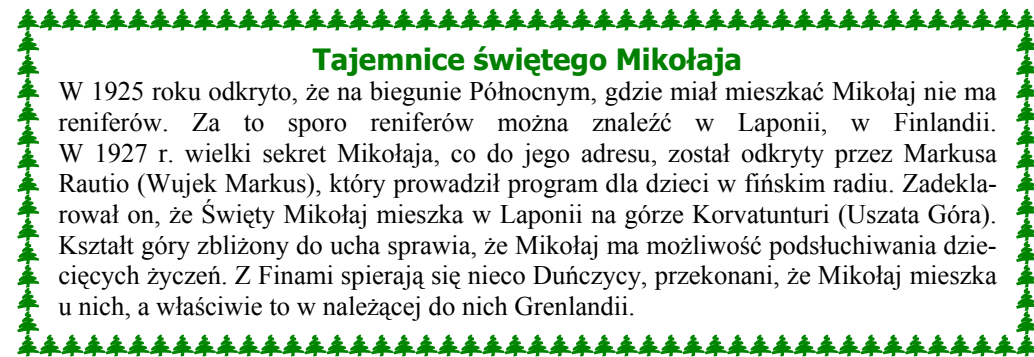 Tajemnice świętego Mikołaja
W 1925 roku odkryto, że na biegunie Północnym, gdzie miał mieszkać Mikołaj nie ma
reniferów. Za to sporo reniferów można znaleźć w Laponii, w Finlandii.
W 1927 r. wielki sekret Mikołaja, co do jego adresu, został odkryty przez Markusa
Rautio (Wujek Markus), który prowadził program dla dzieci w fińskim radiu. Zadekla-
rował on, że Święty Mikołaj mieszka w Laponii na górze Korvatunturi (Uszata Góra).
Kształt góry zbliżony do ucha sprawia, że Mikołaj ma możliwość podsłuchiwania dzie-
cięcych życzeń. Z Finami spierają się nieco Duńczycy, przekonani, że Mikołaj mieszka
u nich, a właściwie to w należącej do nich Grenlandii.